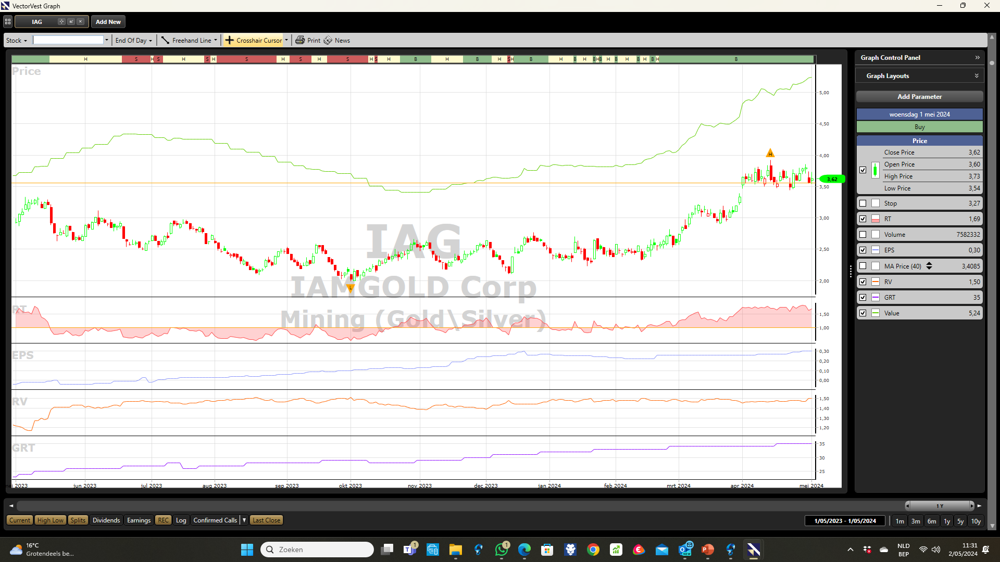 VectorVest Graph
IAG
Add New
Stock
End Of Day
Freehand Line
Crosshair Cursor
Print
News
H S H S H S H S H S H S H S H B H B H S H B H B H B H B H B H B H B H B
Price
5,00
4,50
4,00
3,62
3,50
3,00
2,50
2,00
H
L
IAG
IAMGOLD Corp
Mining (Gold\Silver)
RT
1,50
1,00
EPS
0,30
0,20
0,10
0,00
RV
1,50
1,40
1,30
1,20
GRT
35
30
25
ei 2023 jun 2023 jul 2023 aug 2023 sep 2023 okt 2023 nov 2023 dec 2023 jan 2024 feb 2024 mrt 2024 apr 2024 mei 2024
Graph Control Panel
Graph Layouts
Add Parameter
woensdag 1 mei 2024
Buy
Price
Close Price 3,62
Open Price 3,60
High Price 3,73
Low Price 3,54
Stop 3,27
RT 1,69
Volume 7582332
EPS 0,30
MA Price (40) 3,4085
RV 1,50
GRT 35
Value 5,24
1 Y
Current High Low Splits Dividends Earnings REC Log Confirmed Calls Last Close
1/05/2023 - 1/05/2024 1m 3m 6m 1y 5y 10y
16°C
Grotendeels be...
Zoeken
1
1
NEW
NLD
BEP
11:31
2/05/2024